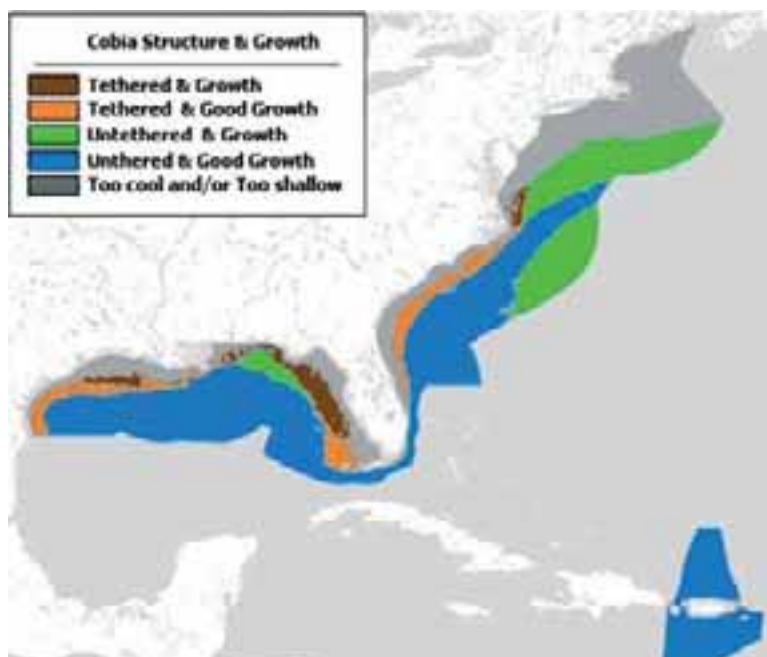 Cobia Structure & Growth
Tethered & Growth
Tethered & Good Growth
Untethered & Growth
Unthered & Good Growth
Too cool and/or Too shallow